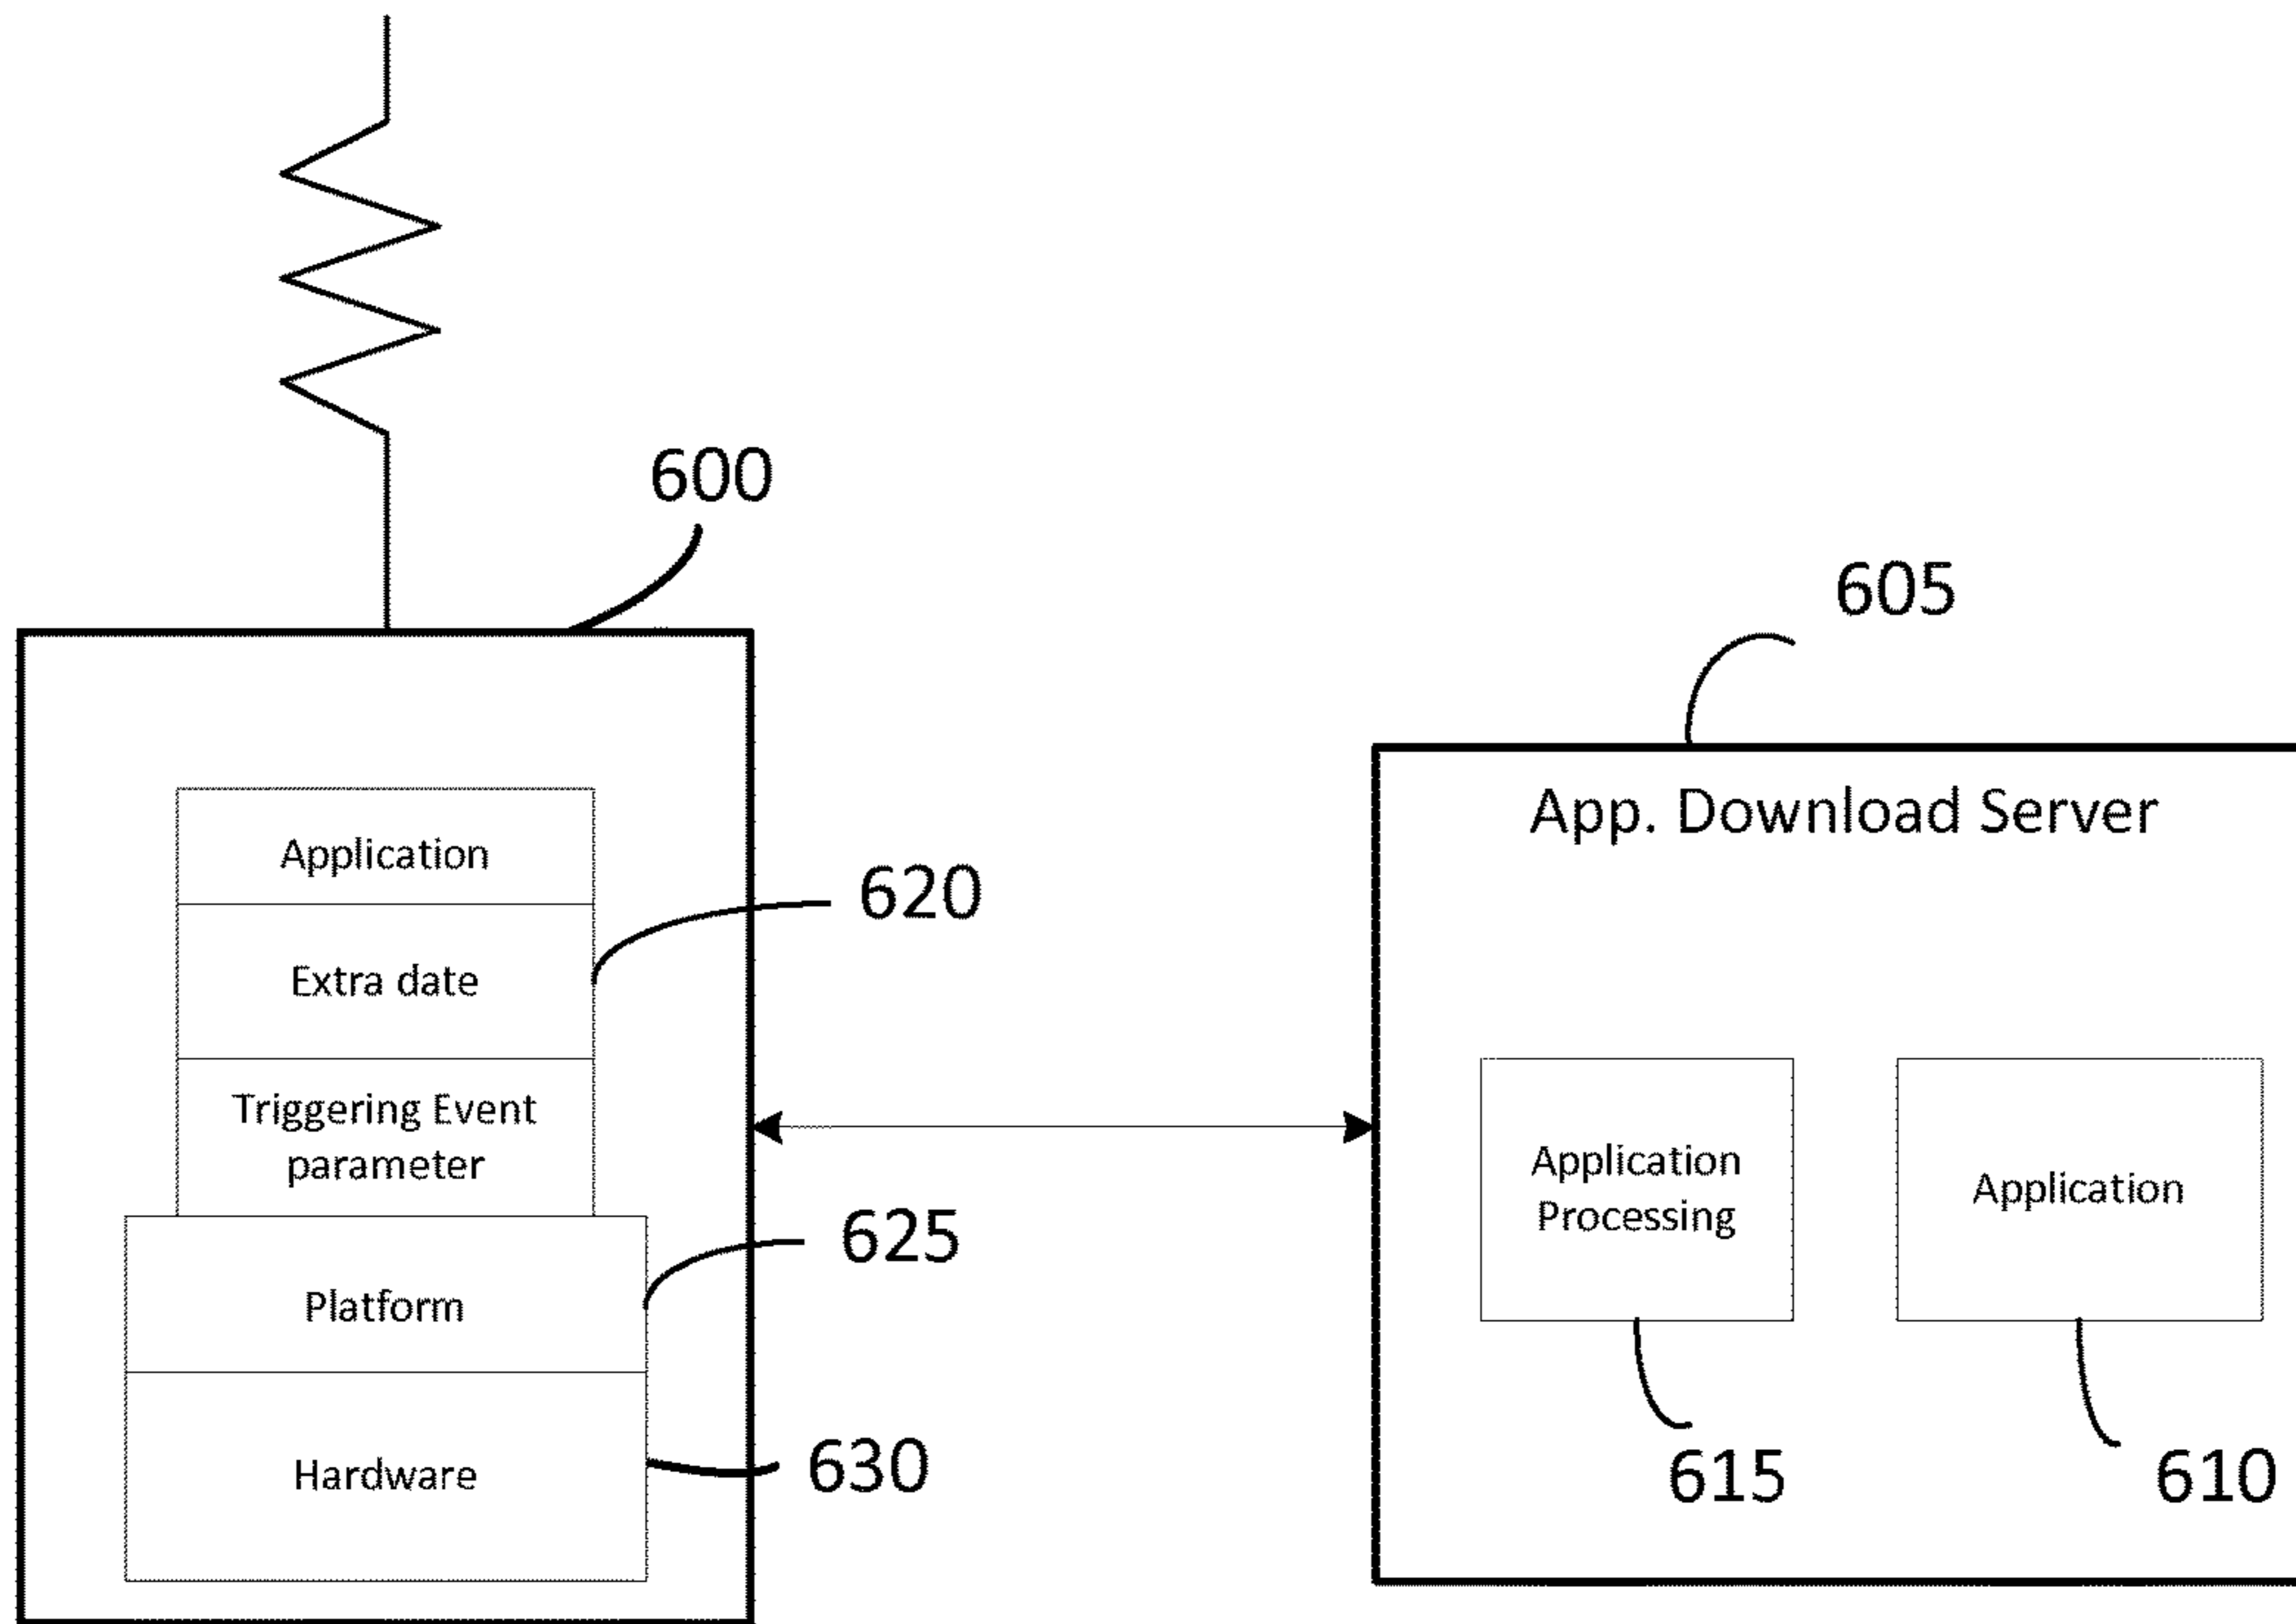 600
605
App. Download Server
Application
620
Extra date
Triggering Event
parameter
Application
Processing
Application
625
Platform
630
Hardware
615
610